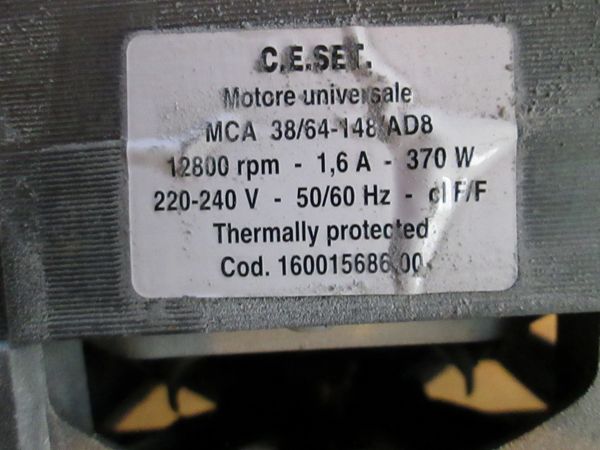 C.E.SET.
Motore universale
MCA 38/64-148/AD8
12800 rpm - 1,6 A - 370 W
220-240 V - 50/60 Hz - cl F/F
Thermally protected
Cod. 160015686.00